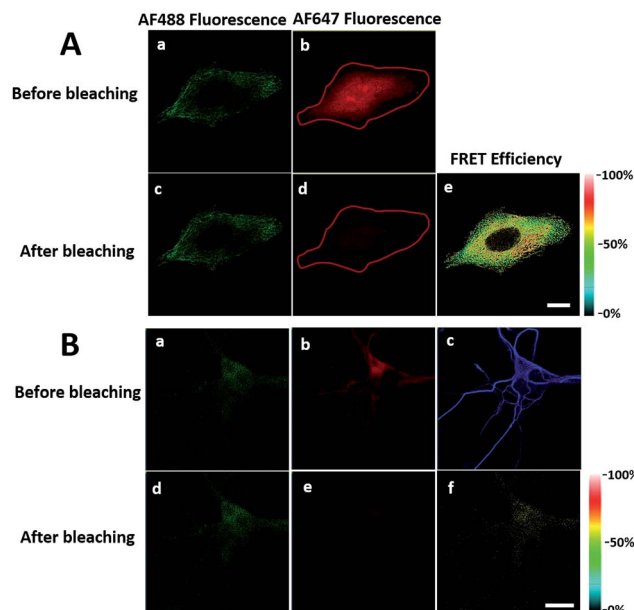 AF488 Fluorescence AF647 Fluorescence
A
a b
Before bleaching
FRET Efficiency
c d e
-100%
After bleaching
-50%
-0%
B
a b c
Before bleaching
d e f
-100%
After bleaching
-50%
-0%